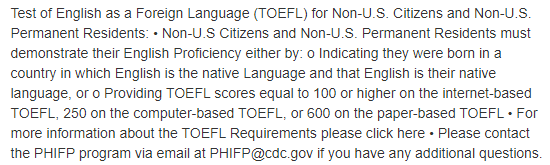 Test of English as a Foreign Language (TOEFL) for Non-U.S. Citizens and Non-U.S.
Permanent Residents: • Non-U.S Citizens and Non-U.S. Permanent Residents must
demonstrate their English Proficiency either by: o Indicating they were born in a
country in which English is the native Language and that English is their native
language, or o Providing TOEFL scores equal to 100 or higher on the internet-based
TOEFL, 250 on the computer-based TOEFL, or 600 on the paper-based TOEFL • For
more information about the TOEFL Requirements please click here • Please contact
the PHIFP program via email at PHIFP@cdc.gov if you have any additional questions.